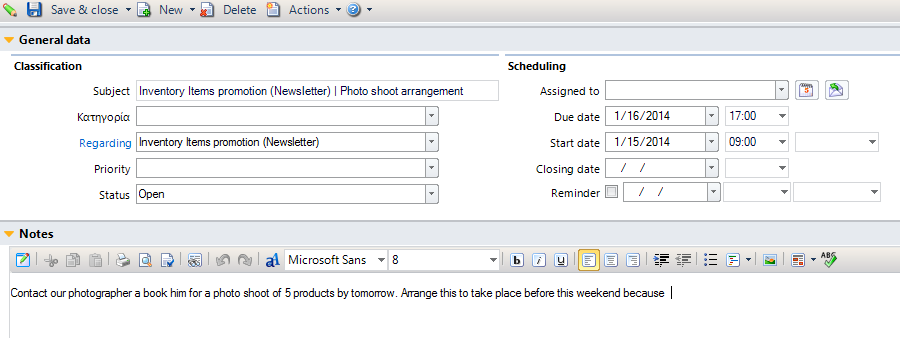 Save & close New Delete Actions
General data
Classification
Subject Inventory Items promotion (Newsletter) | Photo shoot arrangement
Κατηγορία
Regarding Inventory Items promotion (Newsletter)
Priority
Status Open
Scheduling
Assigned to
Due date 1/16/2014 17:00
Start date 1/15/2014 09:00
Closing date / /
Reminder / /
Notes
Microsoft Sans 8 b i u ABC
Contact our photographer a book him for a photo shoot of 5 products by tomorrow. Arrange this to take place before this weekend because